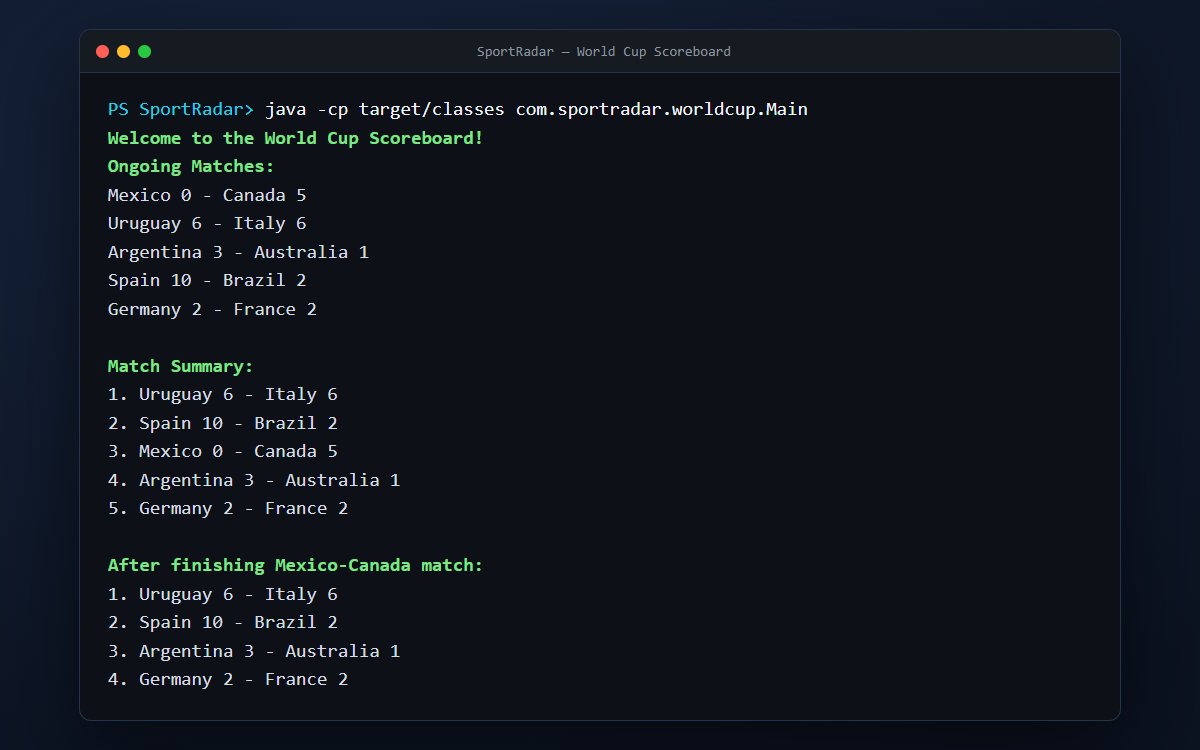 SportRadar — World Cup Scoreboard
PS SportRadar> java -cp target/classes com.sportradar.worldcup.Main
Welcome to the World Cup Scoreboard!
Ongoing Matches:
Mexico 0 - Canada 5
Uruguay 6 - Italy 6
Argentina 3 - Australia 1
Spain 10 - Brazil 2
Germany 2 - France 2
Match Summary:
1. Uruguay 6 - Italy 6
2. Spain 10 - Brazil 2
3. Mexico 0 - Canada 5
4. Argentina 3 - Australia 1
5. Germany 2 - France 2
After finishing Mexico-Canada match:
1. Uruguay 6 - Italy 6
2. Spain 10 - Brazil 2
3. Argentina 3 - Australia 1
4. Germany 2 - France 2